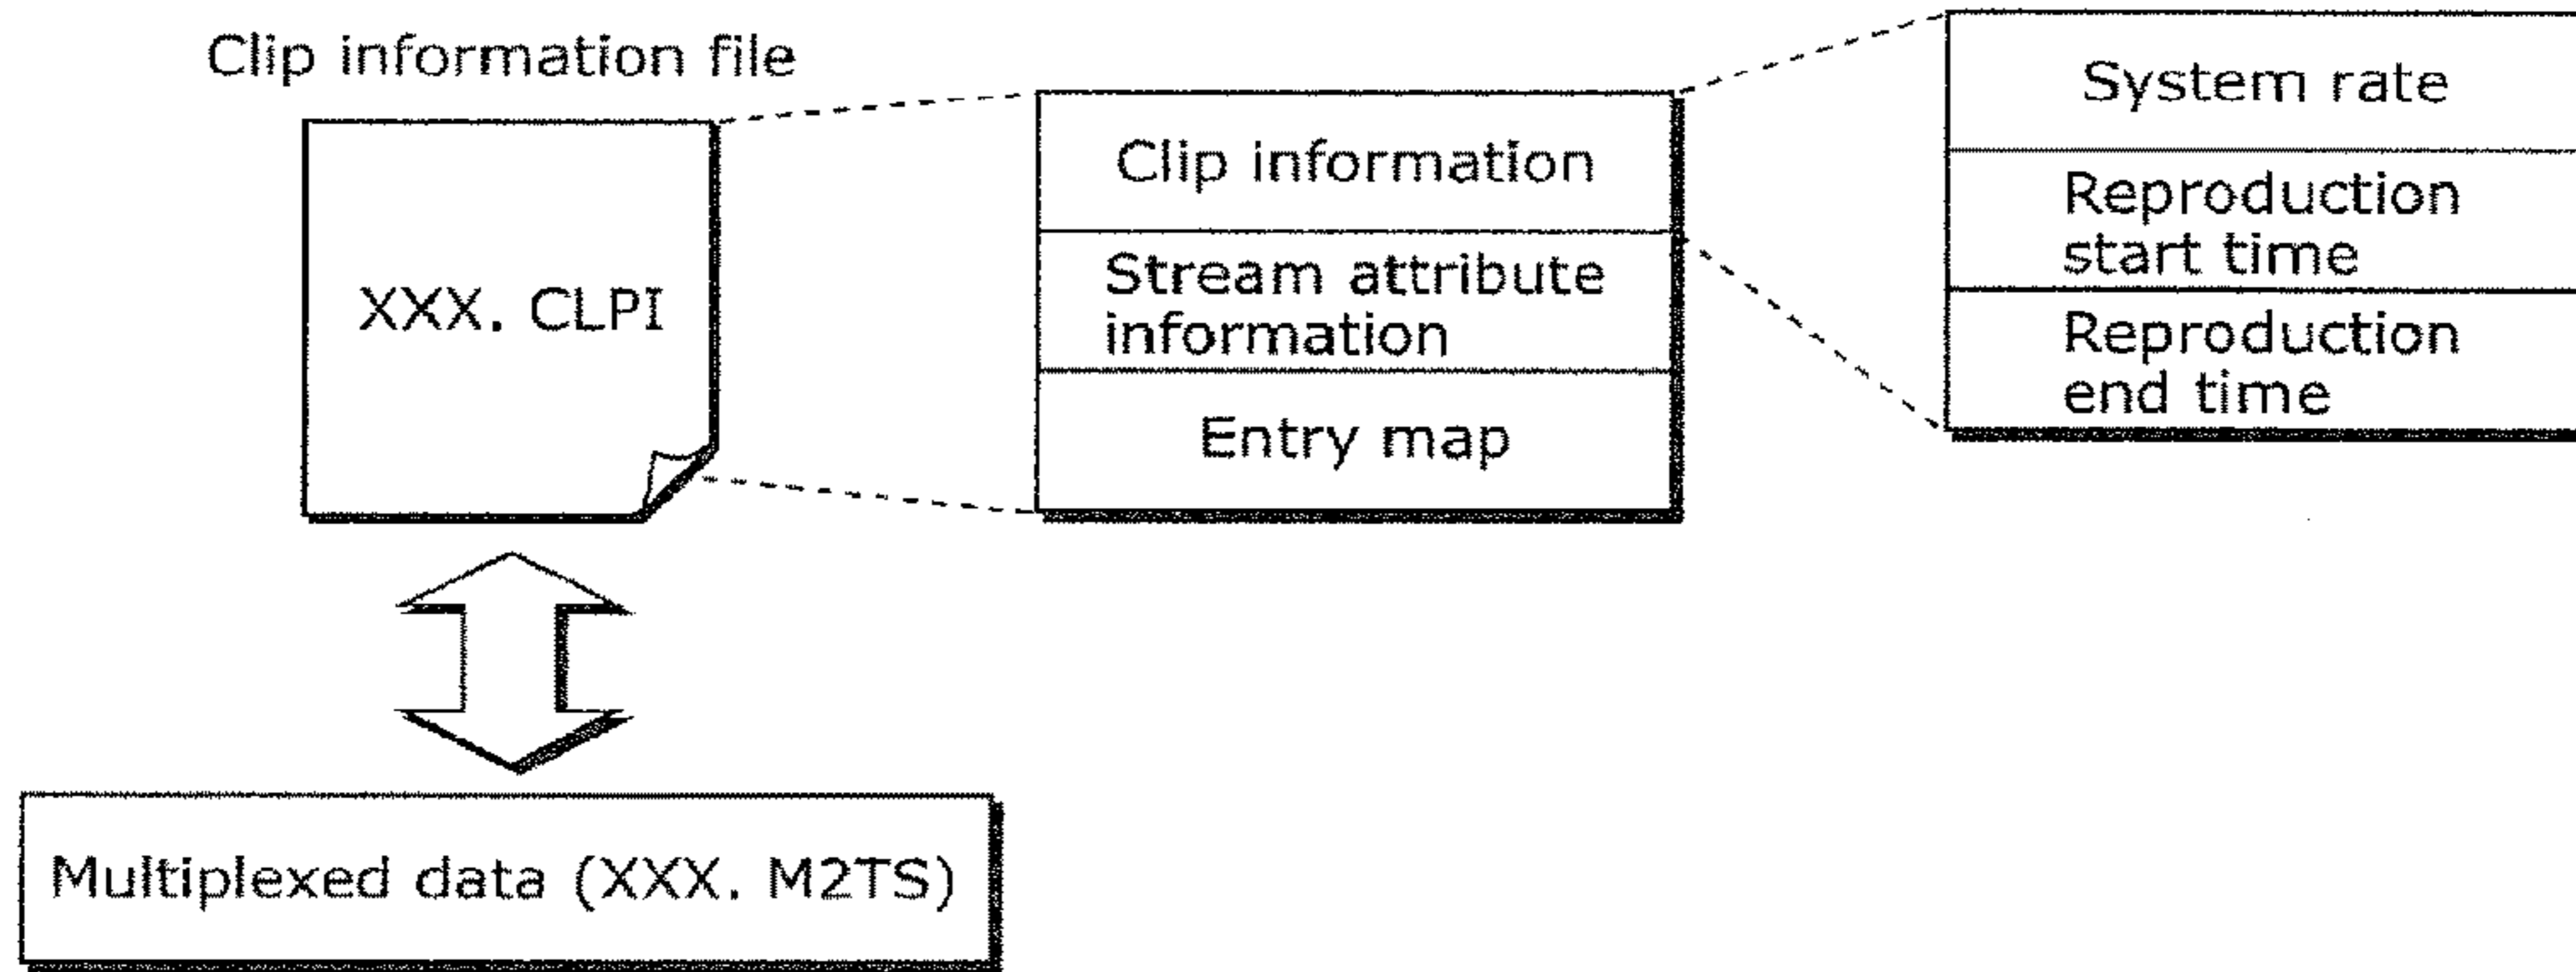 Clip information file
XXX. CLPI
Clip information
Stream attribute
information
Entry map
System rate
Reproduction
start time
Reproduction
end time
Multiplexed data (XXX. M2TS)